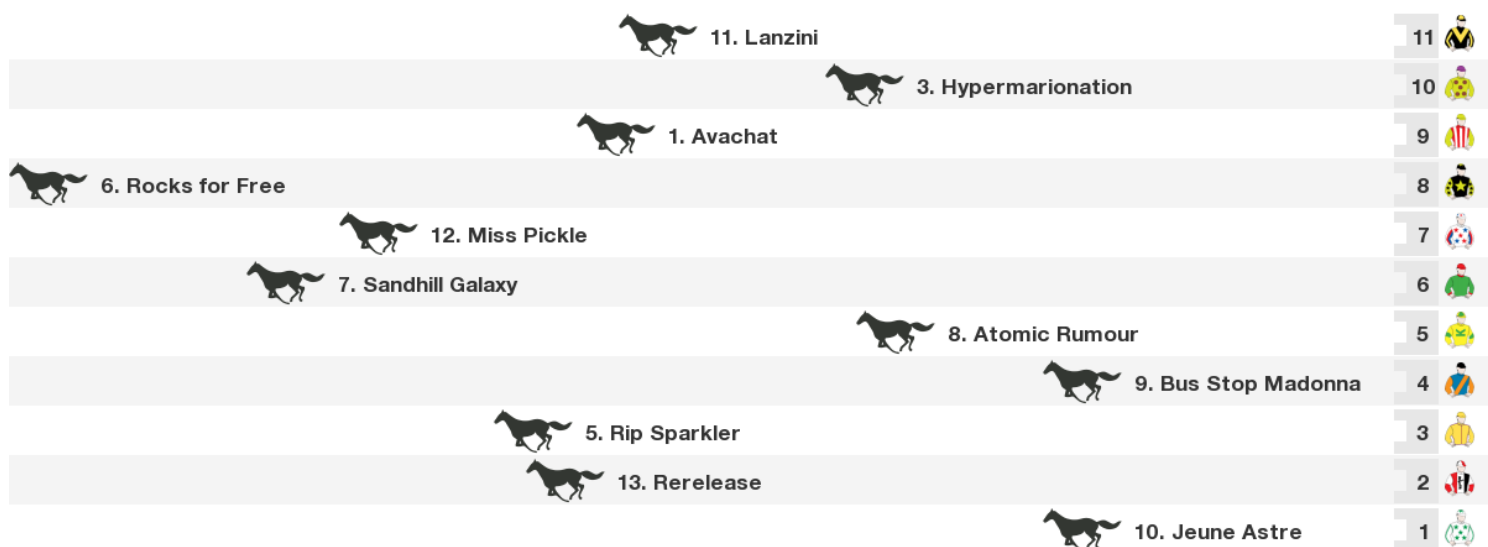 11. Lanzini 11
3. Hypermarionation 10
1. Avachat 9
6. Rocks for Free 8
12. Miss Pickle 7
7. Sandhill Galaxy 6
8. Atomic Rumour 5
9. Bus Stop Madonna 4
5. Rip Sparkler 3
13. Rerelease 2
10. Jeune Astre 1